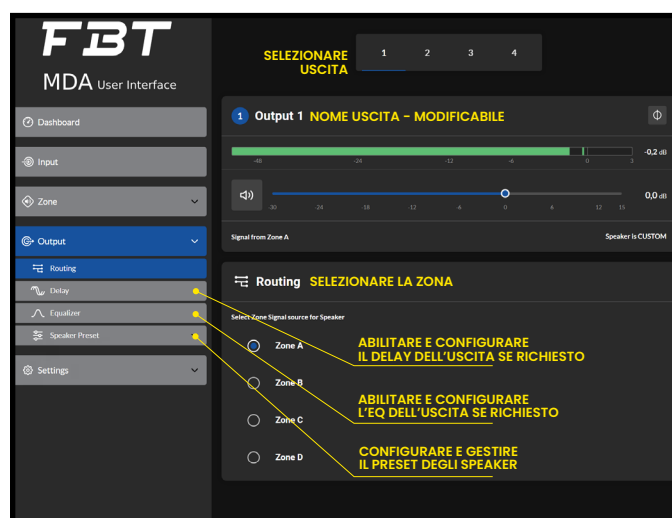 FBT
MDA User Interface
SELEZIONARE
USCITA
1 2 3 4
Dashboard
Input
Zone
Output
Routing
Delay
Equalizer
Speaker Preset
Settings
1 Output 1 NOME USCITA - MODIFICABILE
-0,2 dB
-48 -24 -12 -6 0 3
0,0 dB
-30 -24 -18 -12 -6 0 6 12 15
Signal from Zone A Speaker is CUSTOM
Routing SELEZIONARE LA ZONA
Select Zone Signal source for Speaker
Zone A
Zone B
Zone C
Zone D
ABILITARE E CONFIGURARE
IL DELAY DELL'USCITA SE RICHIESTO
ABILITARE E CONFIGURARE
L'EQ DELL'USCITA SE RICHIESTO
CONFIGURARE E GESTIRE
IL PRESET DEGLI SPEAKER